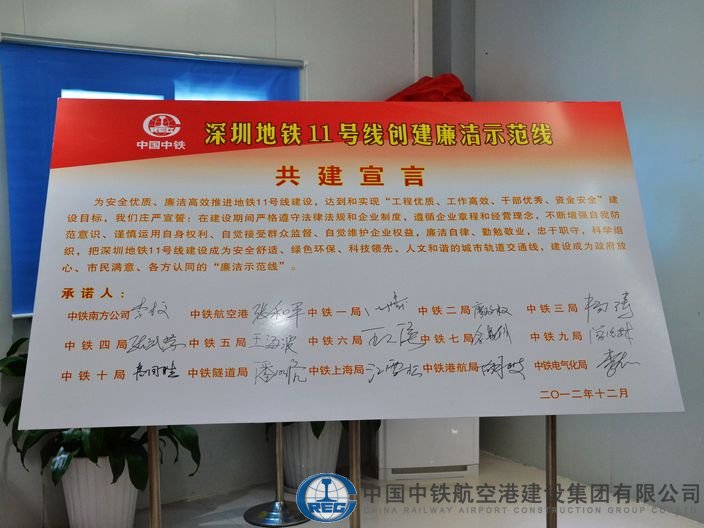 CREC
中国中铁
深圳地铁11号线创建廉洁示范线
共建宣言
为安全优质、廉洁高效推进地铁11号线建设，达到和实现“工程优质、工作高效、干部优秀、资金安全”建
设目标，我们庄严宣誓：在建设期间严格遵守法律法规和企业制度，遵循企业章程和经营理念，不断增强自我防
范意识、谨慎运用自身权利、自觉接受群众监督、自觉维护企业权益，廉洁自律、勤勉敬业，忠于职守，科学组
织，把深圳地铁11号线建设成为安全舒适、绿色环保、科技领先、人文和谐的城市轨道交通线，建设成为政府放
心、市民满意、各方认同的“廉洁示范线”。
承诺人：
中铁南方公司 中铁航空港 张和平 中铁一局 中铁二局 中铁三局
中铁四局 中铁五局 王海波 中铁六局 中铁七局 中铁九局
中铁十局 中铁隧道局 中铁上海局 中铁港航局 中铁电气化局
二〇一二年十二月
CREC
中国中铁航空港建设集团有限公司
CHINA RAILWAY AIRPORT CONSTRUCTION GROUP CO.LTD